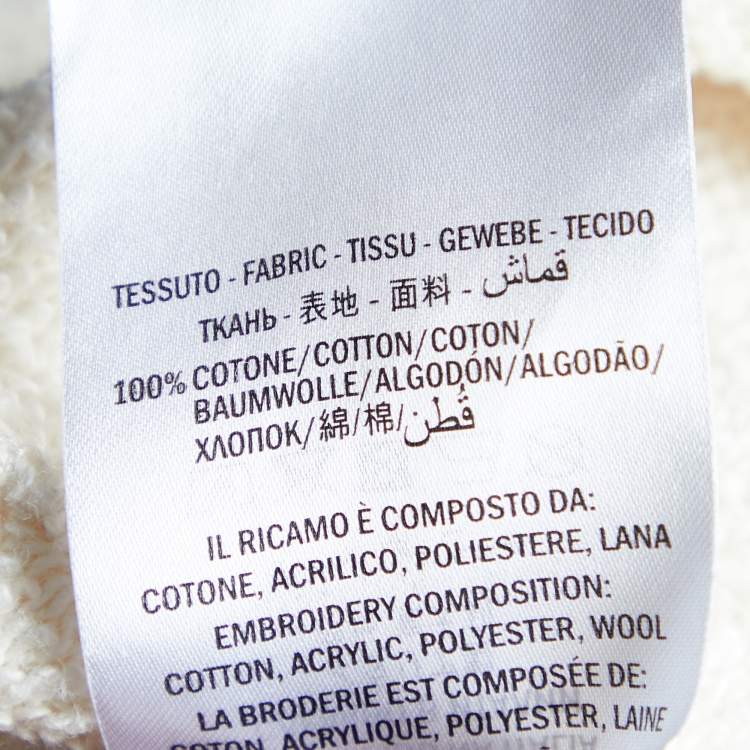 TESSUTO - FABRIC - TISSU - GEWEBE - TECIDO
ТКАНЬ - 表地 - 面料 - قماش
100% COTONE/COTTON/COTON/
BAUMWOLLE/ALGODÓN/ALGODÃO/
ХЛОПОК/綿/棉/قُطن
IL RICAMO È COMPOSTO DA:
COTONE, ACRILICO, POLIESTERE, LANA
EMBROIDERY COMPOSITION:
COTTON, ACRYLIC, POLYESTER, WOOL
LA BRODERIE EST COMPOSÉE DE:
COTON, ACRYLIQUE, POLYESTER, LAINE